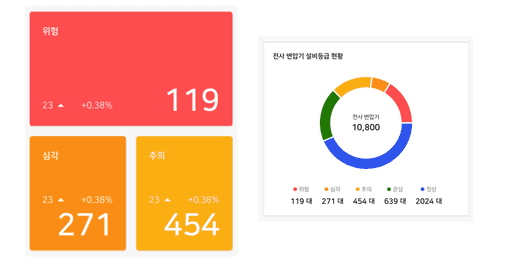 위험
23 ▲ +0.38% 119
심각
23 ▲ +0.38%
271
주의
23 ▲ +0.38%
454
전사 변압기 설비등급 현황
전사 변압기
10,800
위험 심각 주의 관심 정상
119 대 271 대 454 대 639 대 2024 대